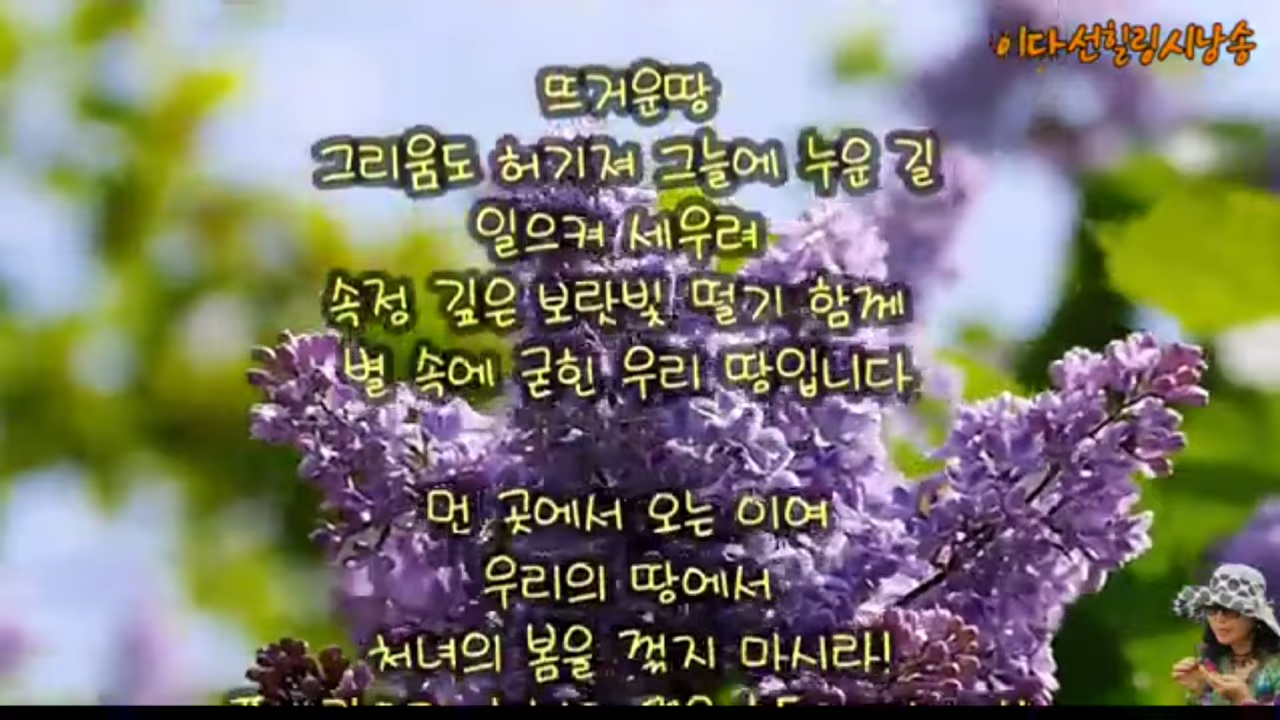 이다선힐링시낭송
뜨거운땅
그리움도 허기져 그늘에 누운 길
일으켜 세우려
속정 깊은 보랏빛 떨기 함께
별 속에 굳힌 우리 땅입니다
먼 곳에서 오는 이여
우리의 땅에서
처녀의 봄을 꺾지 마시라!